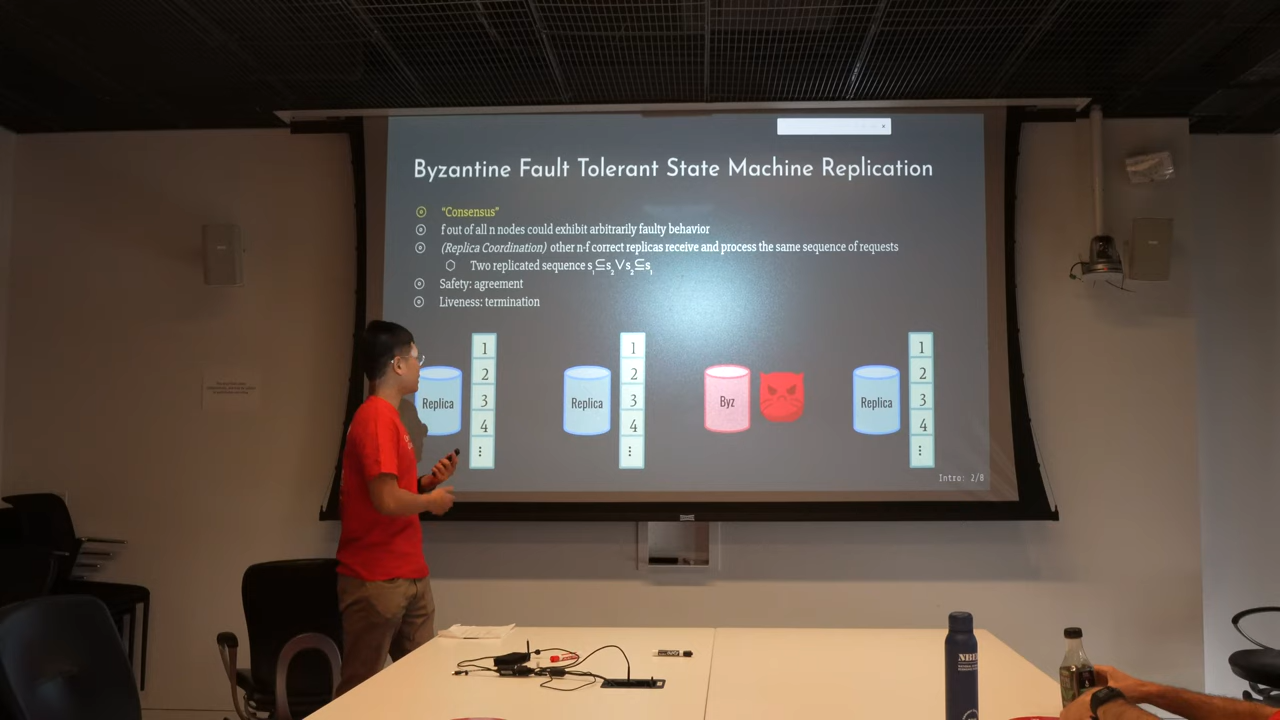 Byzantine Fault Tolerant State Machine Replication
"Consensus"
f out of all n nodes could exhibit arbitrarily faulty behavior
(Replica Coordination) other n-f correct replicas receive and process the same sequence of requests
Two replicated sequence s₁⊆s₂∨s₂⊆s₁
Safety: agreement
Liveness: termination
1 1 1
2 2 2
3 3 3
Replica Replica Byz Replica
4 4 4
⋮ ⋮ ⋮
Intro: 2/8